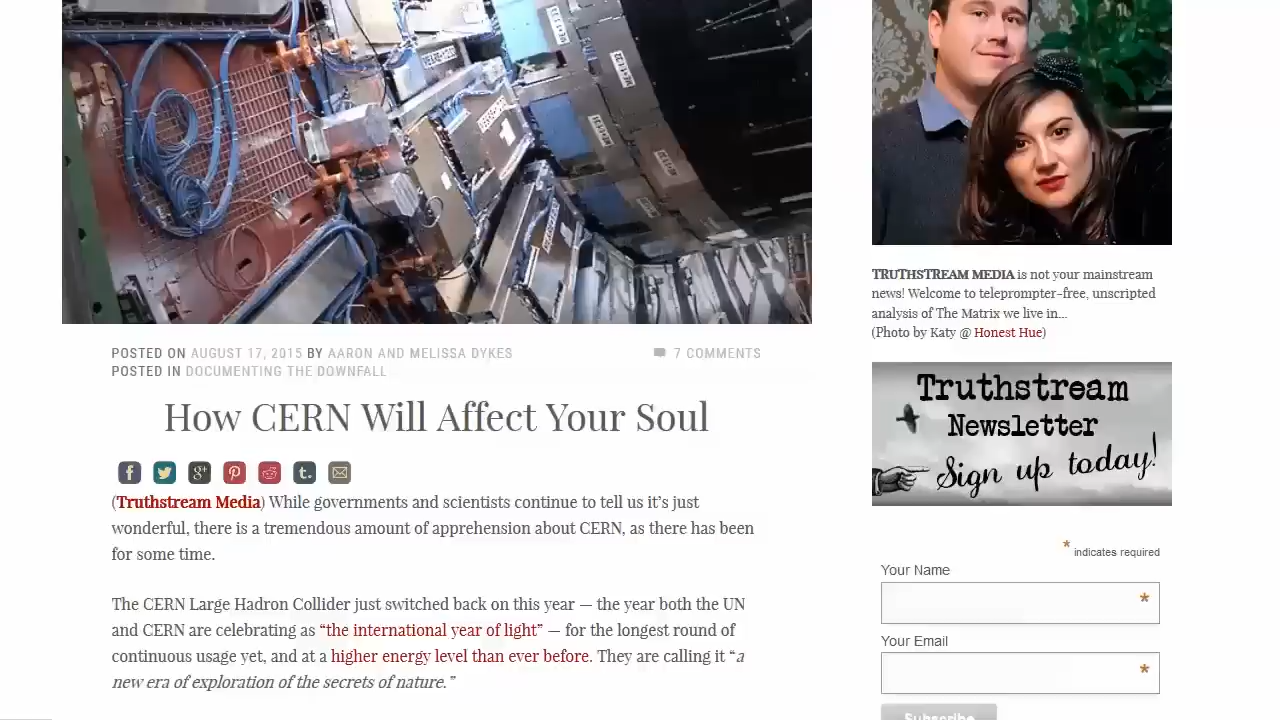 POSTED ON AUGUST 17, 2015 BY AARON AND MELISSA DYKES
7 COMMENTS
POSTED IN DOCUMENTING THE DOWNFALL
How CERN Will Affect Your Soul
(Truthstream Media) While governments and scientists continue to tell us it’s just
wonderful, there is a tremendous amount of apprehension about CERN, as there has been
for some time.
The CERN Large Hadron Collider just switched back on this year — the year both the UN
and CERN are celebrating as “the international year of light” — for the longest round of
continuous usage yet, and at a higher energy level than ever before. They are calling it “a
new era of exploration of the secrets of nature.”
TRUTHSTREAM MEDIA is not your mainstream
news! Welcome to teleprompter-free, unscripted
analysis of The Matrix we live in...
(Photo by Katy @ Honest Hue)
Truthstream
Newsletter
Sign up today!
* indicates required
Your Name
*
Your Email
*
Subscribe